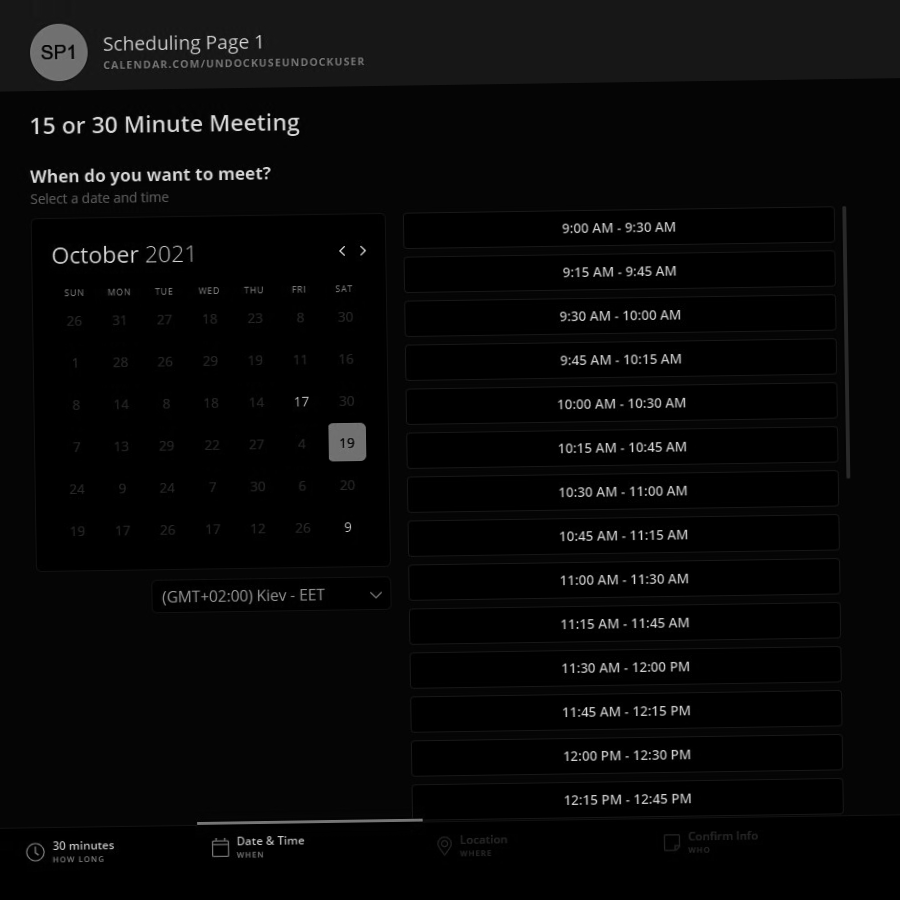 SP1
Scheduling Page 1
CALENDAR.COM/UNDOCKUSEUNDOCKUSER
15 or 30 Minute Meeting
When do you want to meet?
Select a date and time
October 2021
SUN MON TUE WED THU FRI SAT
26 31 27 18 23 8 30
1 28 26 29 19 11 16
8 14 8 18 14 17 30
7 13 29 22 27 4 19
24 9 24 7 30 6 20
19 17 26 17 12 26 9
(GMT+02:00) Kiev - EET
9:00 AM - 9:30 AM
9:15 AM - 9:45 AM
9:30 AM - 10:00 AM
9:45 AM - 10:15 AM
10:00 AM - 10:30 AM
10:15 AM - 10:45 AM
10:30 AM - 11:00 AM
10:45 AM - 11:15 AM
11:00 AM - 11:30 AM
11:15 AM - 11:45 AM
11:30 AM - 12:00 PM
11:45 AM - 12:15 PM
12:00 PM - 12:30 PM
12:15 PM - 12:45 PM
30 minutes
HOW LONG
Date & Time
WHEN
Location
WHERE
Confirm Info
WHO